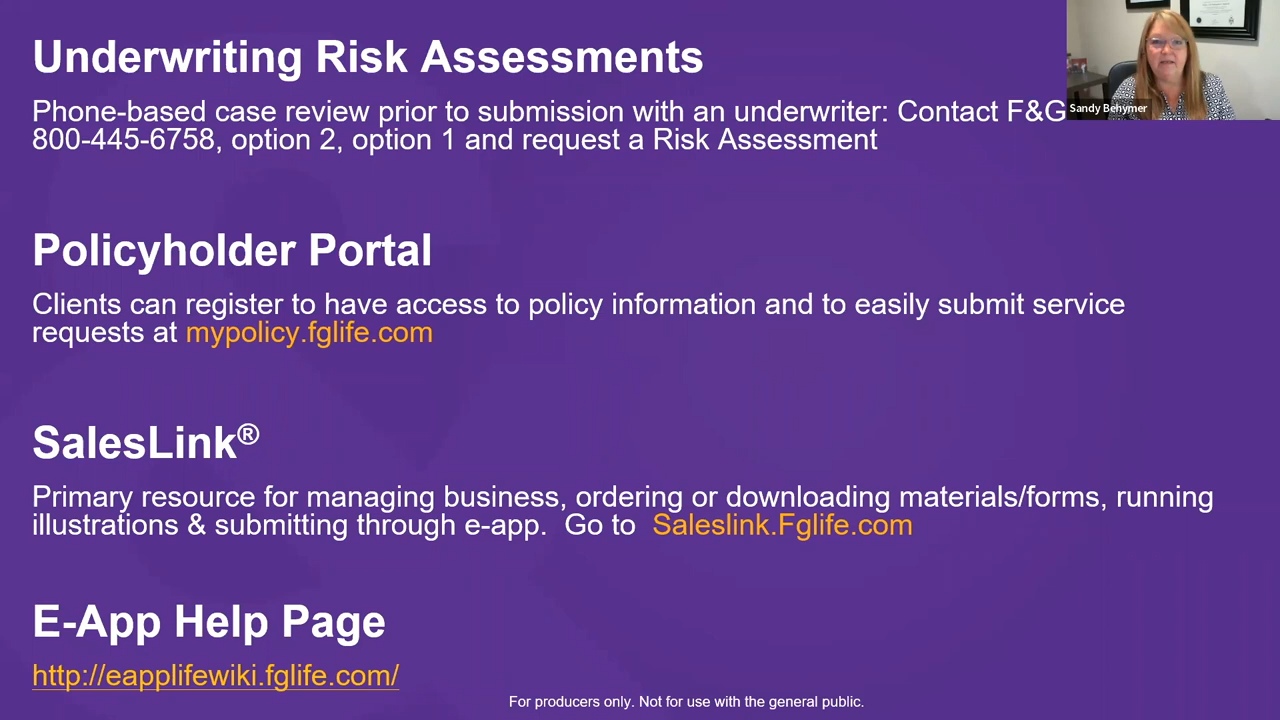 Underwriting Risk Assessments
Phone-based case review prior to submission with an underwriter: Contact F&G
800-445-6758, option 2, option 1 and request a Risk Assessment
Sandy Behymer
Policyholder Portal
Clients can register to have access to policy information and to easily submit service
requests at mypolicy.fglife.com
SalesLink®
Primary resource for managing business, ordering or downloading materials/forms, running
illustrations & submitting through e-app.  Go to  Saleslink.Fglife.com
E-App Help Page
http://eapplifewiki.fglife.com/
For producers only. Not for use with the general public.